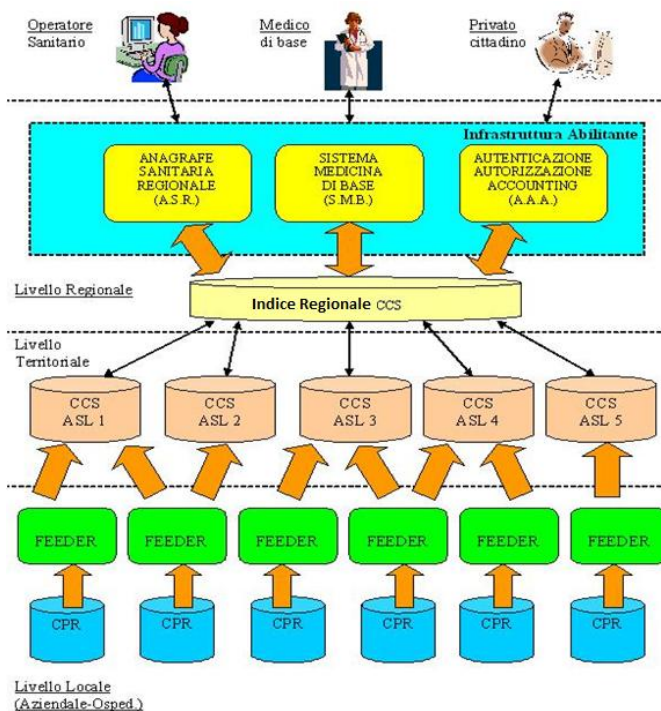 Operatore
Sanitario
Medico
di base
Privato
cittadino
Infrastruttura Abilitante
ANAGRAFE
SANITARIA
REGIONALE
(A.S.R.)
SISTEMA
MEDICINA
DI BASE
(S.M.B.)
AUTENTICAZIONE
AUTORIZZAZIONE
ACCOUNTING
(A.A.A.)
Livello Regionale
Indice Regionale CCS
Livello
Territoriale
CCS
ASL 1
CCS
ASL 2
CCS
ASL 3
CCS
ASL 4
CCS
ASL 5
FEEDER
FEEDER
FEEDER
FEEDER
FEEDER
FEEDER
CPR
CPR
CPR
CPR
CPR
CPR
Livello Locale
(Aziendale-Osped.)